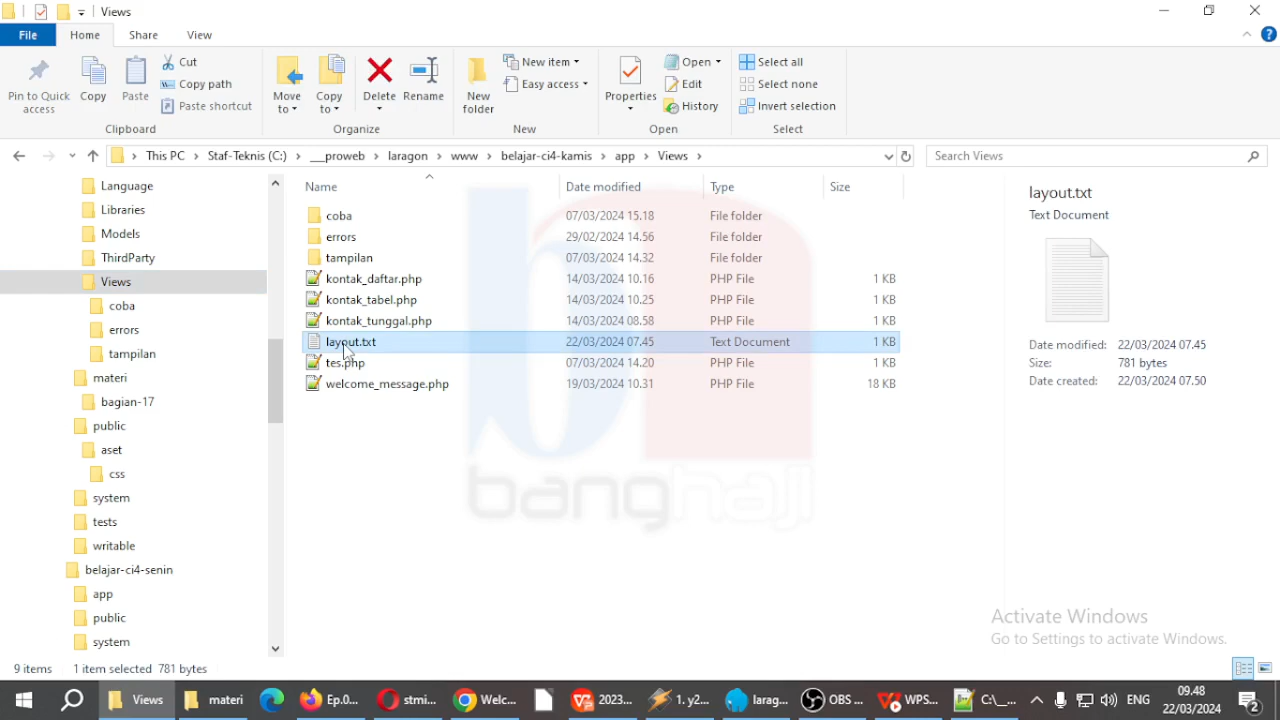 Views
File Home Share View
Pin to Quick access
Copy
Paste
Cut
Copy path
Paste shortcut
Clipboard
Move to
Copy to
Delete
Rename
Organize
New folder
New item
Easy access
New
Properties
Open
Edit
History
Open
Select all
Select none
Invert selection
Select
This PC > Staf-Teknis (C:) > __proweb > laragon > www > belajar-ci4-kamis > app > Views >
Search Views
Language
Libraries
Models
ThirdParty
Views
coba
errors
tampilan
materi
bagian-17
public
aset
css
system
tests
writable
belajar-ci4-senin
app
public
system
Name Date modified Type Size
coba 07/03/2024 15.18 File folder
errors 29/02/2024 14.56 File folder
tampilan 07/03/2024 14.32 File folder
kontak_daftar.php 14/03/2024 10.16 PHP File 1 KB
kontak_tabel.php 14/03/2024 10.25 PHP File 1 KB
kontak_tunggal.php 14/03/2024 08.58 PHP File 1 KB
layout.txt 22/03/2024 07.45 Text Document 1 KB
tes.php 07/03/2024 14.20 PHP File 1 KB
welcome_message.php 19/03/2024 10.31 PHP File 18 KB
banghaji
layout.txt
Text Document
Date modified: 22/03/2024 07.45
Size: 781 bytes
Date created: 22/03/2024 07.50
Activate Windows
Go to Settings to activate Windows.
9 items 1 item selected 781 bytes
Views materi Ep.0... stmi... Welc... 2023... 1. y2... larag... OBS ... WPS... C:\__... ENG
09.48
22/03/2024
2